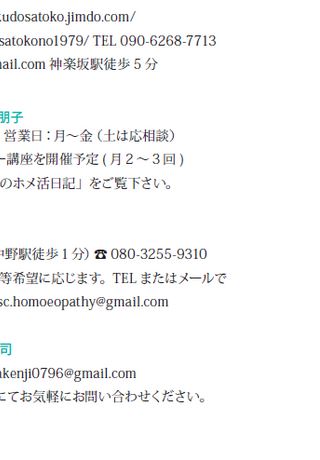 kudosatoko.jimdo.com/
satokono1979/ TEL 090-6268-7713
ail.com 神楽坂駅徒歩５分
朋子
営業日：月～金（土は応相談）
ー講座を開催予定 ( 月２～３回 )
のホメ活日記」をご覧下さい。
中野駅徒歩１分）☎ 080-3255-9310
等希望に応じます。TEL またはメールで
sc.homoeopathy@gmail.com
司
akenji0796@gmail.com
にてお気軽にお問い合わせください。